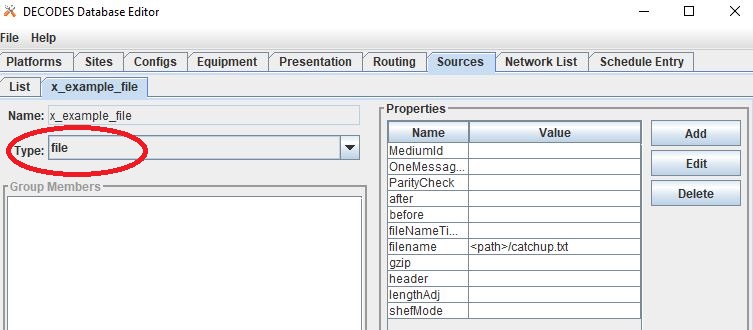 DECODES Database Editor
File Help
Platforms Sites Configs Equipment Presentation Routing Sources Network List Schedule Entry
List x_example_file
Name: x_example_file
Type: file
Group Members
Properties
Name Value
MediumId
OneMessag...
ParityCheck
after
before
fileNameTi...
filename <path>/catchup.txt
gzip
header
lengthAdj
shefMode
Add
Edit
Delete